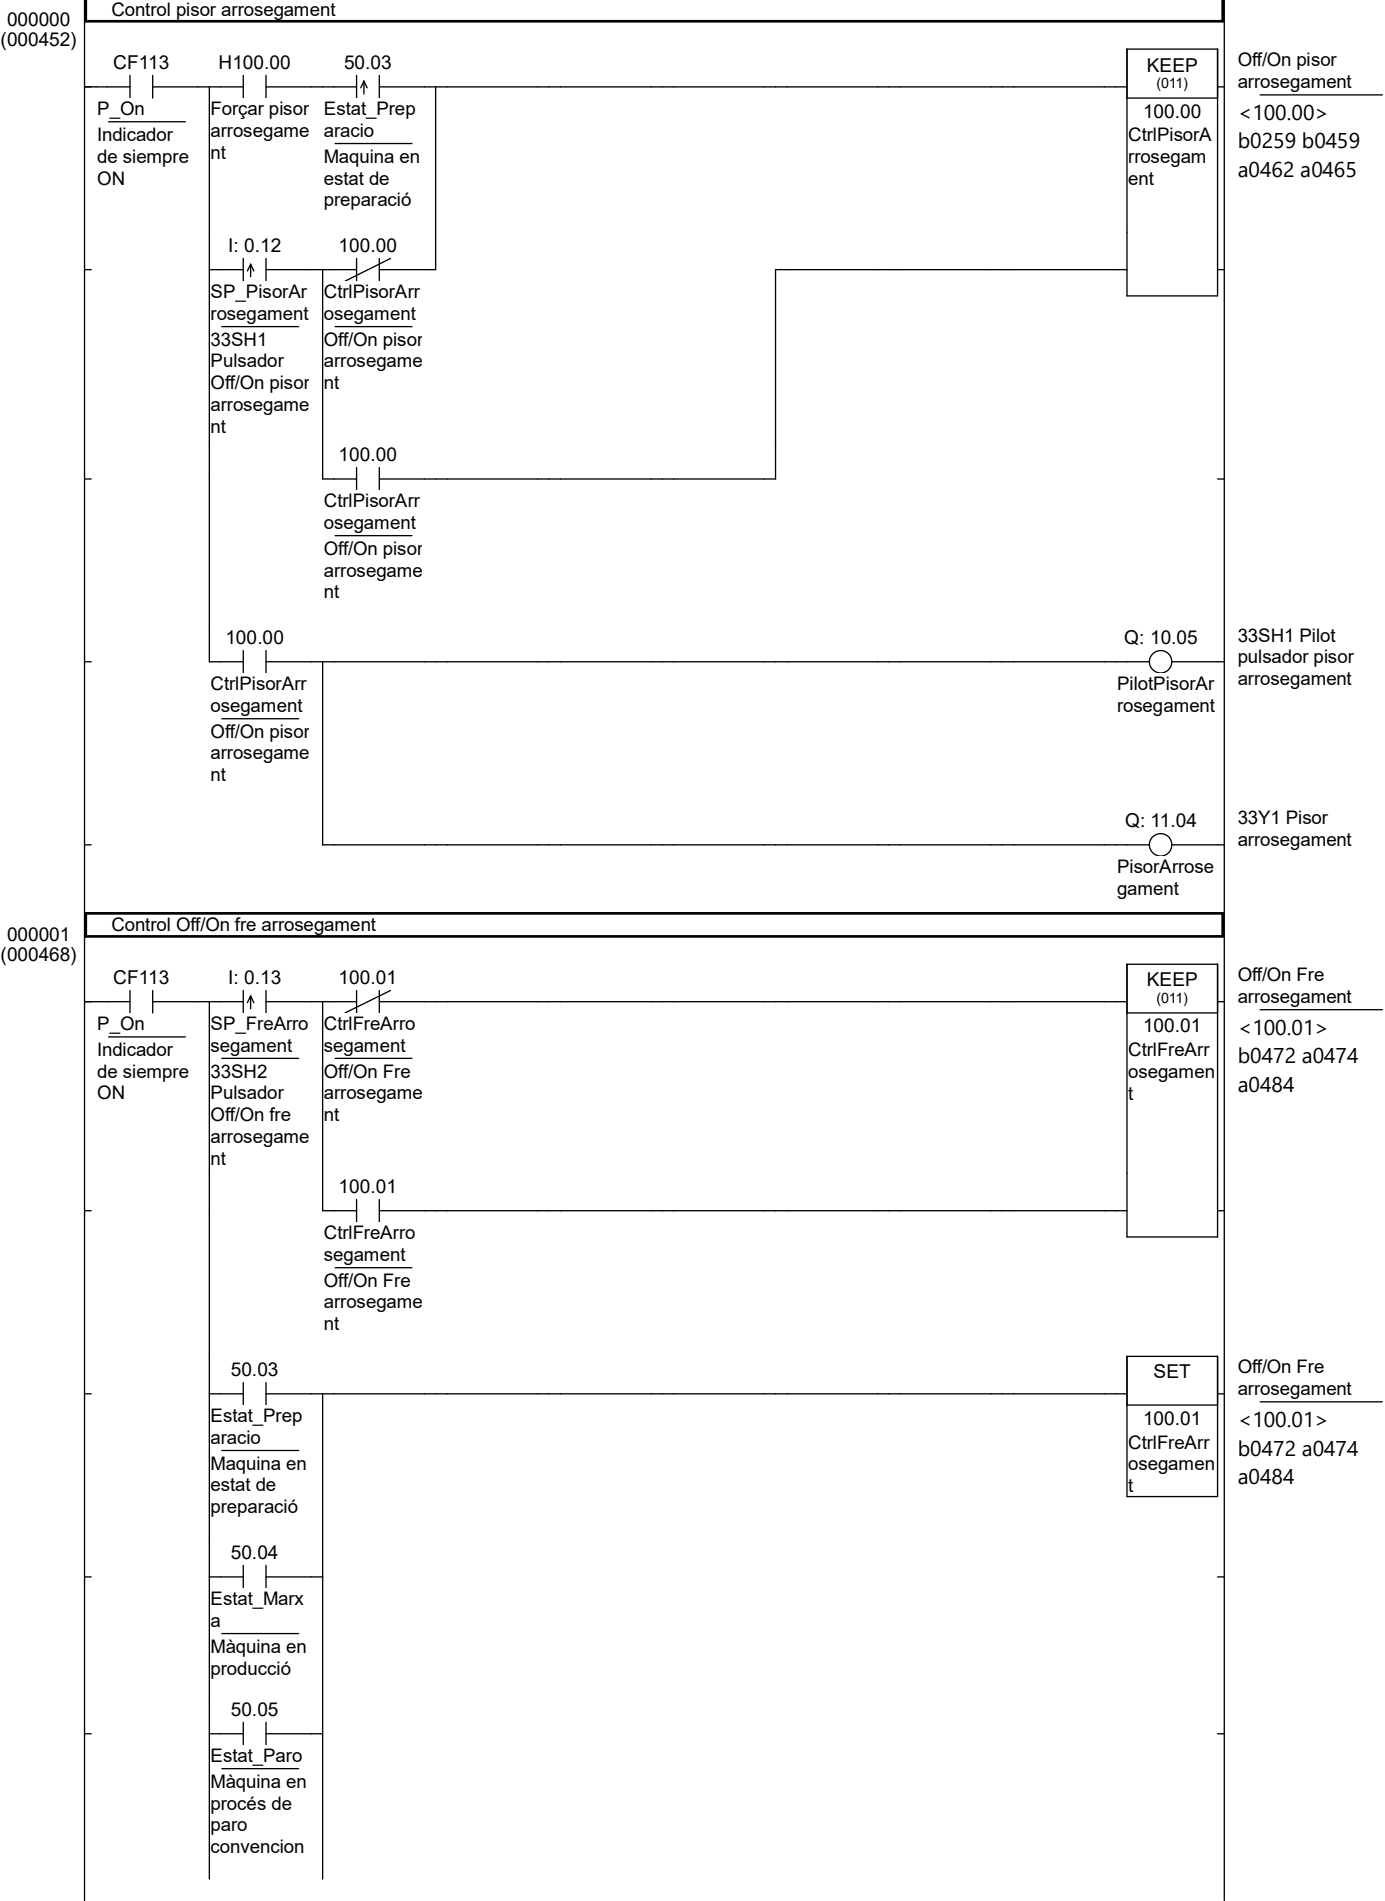 000000
(000452)
Control pisor arrosegament
CF113
H100.00
50.03
P_On
Indicador
de siempre
ON
Forçar pisor
arrosegame
nt
Estat_Prep
aracio
Maquina en
estat de
preparació
KEEP
(011)
100.00
CtrlPisorA
rrosegam
ent
Off/On pisor
arrosegament
<100.00>
b0259 b0459
a0462 a0465
I: 0.12
100.00
SP_PisorAr
rosegament
33SH1
Pulsador
Off/On pisor
arrosegame
nt
CtrlPisorArr
osegament
Off/On pisor
arrosegame
nt
100.00
CtrlPisorArr
osegament
Off/On pisor
arrosegame
nt
100.00
CtrlPisorArr
osegament
Off/On pisor
arrosegame
nt
Q: 10.05
PilotPisorAr
rosegament
33SH1 Pilot
pulsador pisor
arrosegament
Q: 11.04
PisorArrose
gament
33Y1 Pisor
arrosegament
000001
(000468)
Control Off/On fre arrosegament
CF113
I: 0.13
100.01
P_On
Indicador
de siempre
ON
SP_FreArro
segament
33SH2
Pulsador
Off/On fre
arrosegame
nt
CtrlFreArro
segament
Off/On Fre
arrosegame
nt
KEEP
(011)
100.01
CtrlFreArr
osegamen
t
Off/On Fre
arrosegament
<100.01>
b0472 a0474
a0484
100.01
CtrlFreArro
segament
Off/On Fre
arrosegame
nt
50.03
Estat_Prep
aracio
Maquina en
estat de
preparació
SET
100.01
CtrlFreArr
osegamen
t
Off/On Fre
arrosegament
<100.01>
b0472 a0474
a0484
50.04
Estat_Marx
a
Màquina en
producció
50.05
Estat_Paro
Màquina en
procés de
paro
convencion